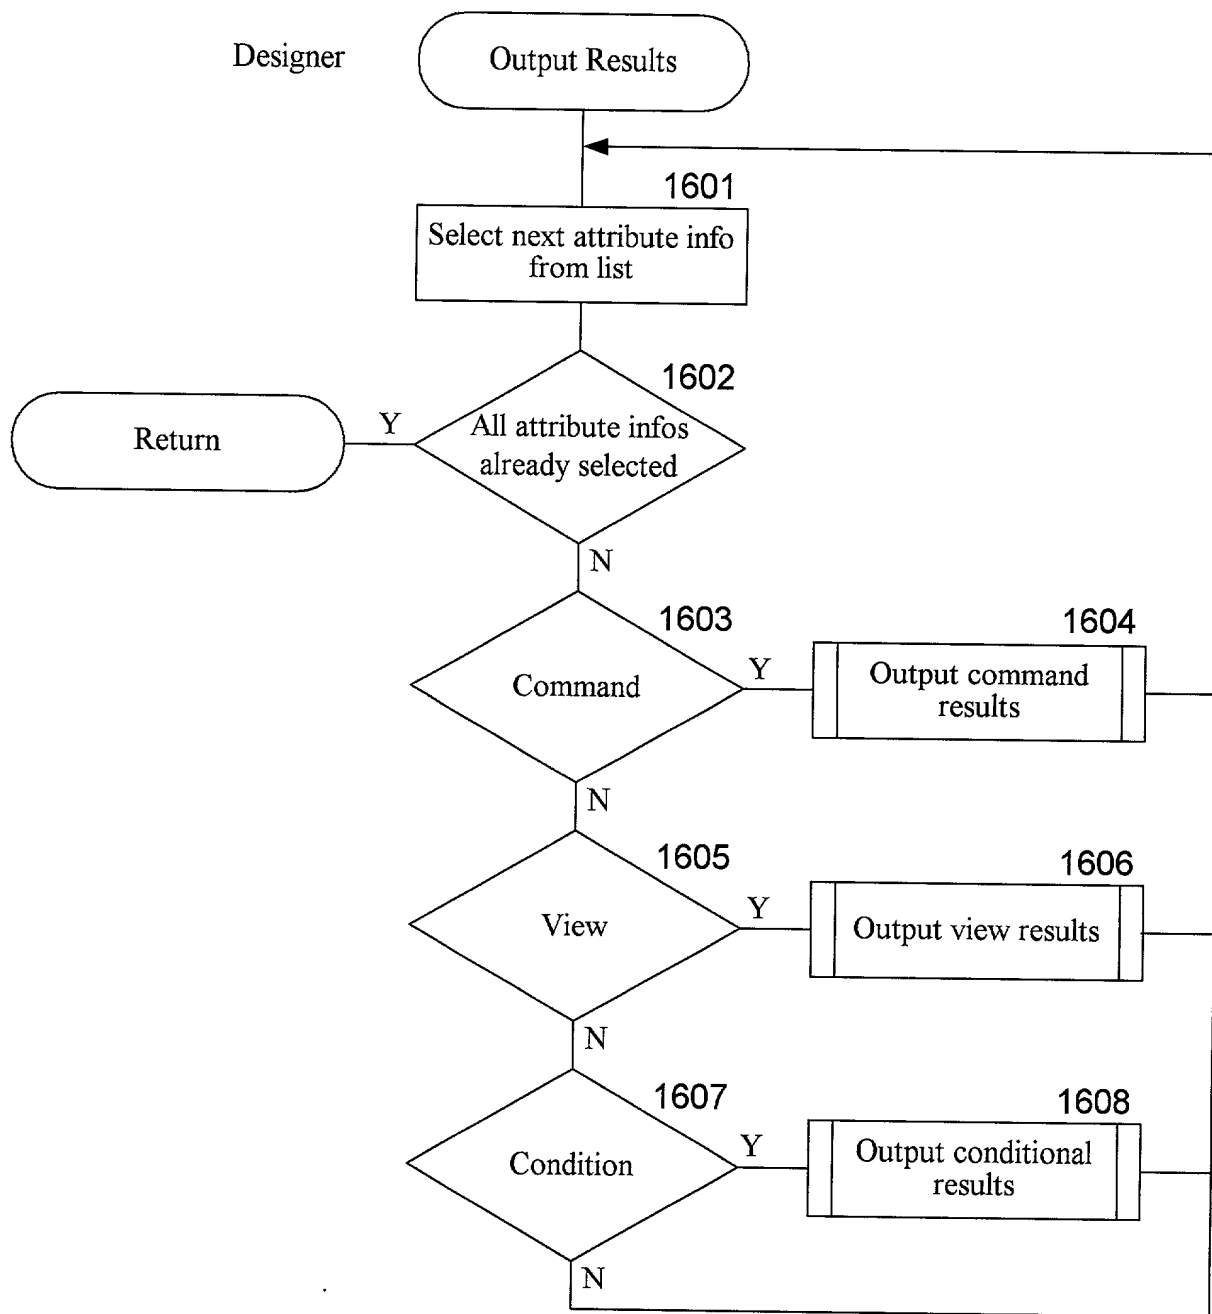 Designer
Output Results
1601
Select next attribute info
from list
1602
Return
Y
All attribute infos
already selected
N
1603
1604
Command
Y
Output command
results
N
1605
1606
View
Y
Output view results
N
1607
1608
Condition
Y
Output conditional
results
N